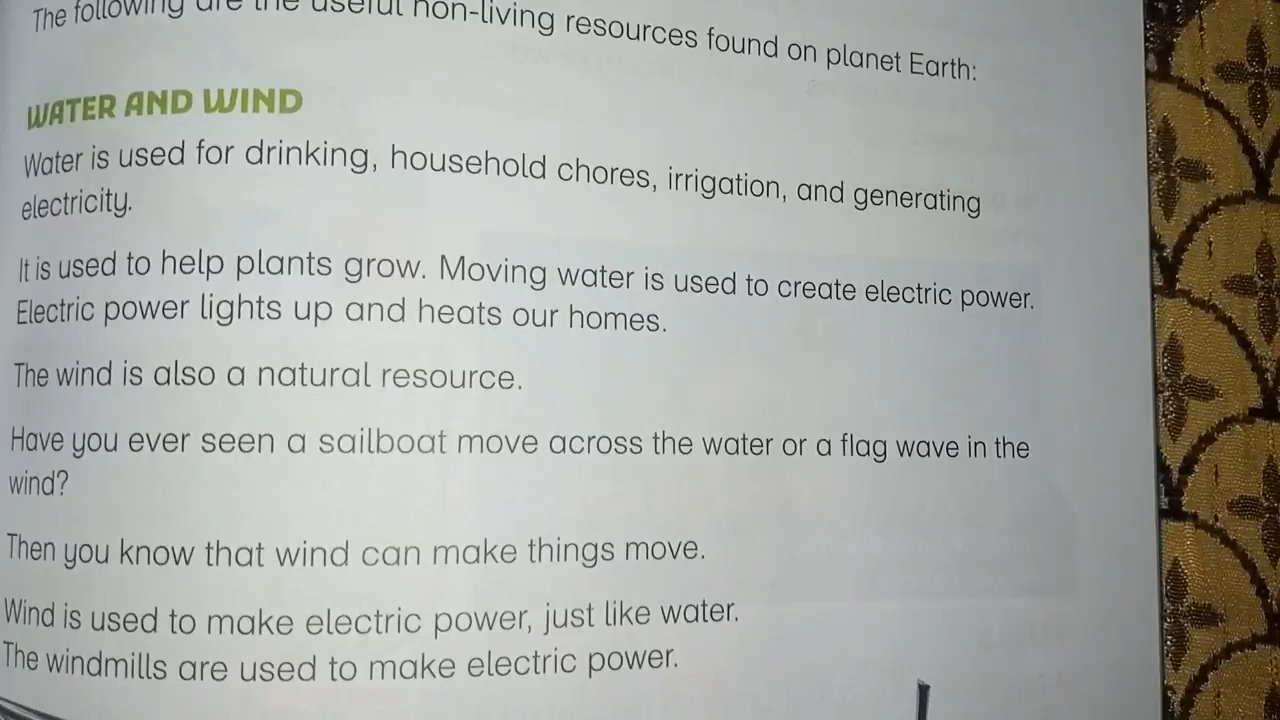 The following are the useful non-living resources found on planet Earth:
WATER AND WIND
Water is used for drinking, household chores, irrigation, and generating
electricity.
It is used to help plants grow. Moving water is used to create electric power.
Electric power lights up and heats our homes.
The wind is also a natural resource.
Have you ever seen a sailboat move across the water or a flag wave in the
wind?
Then you know that wind can make things move.
Wind is used to make electric power, just like water.
The windmills are used to make electric power.